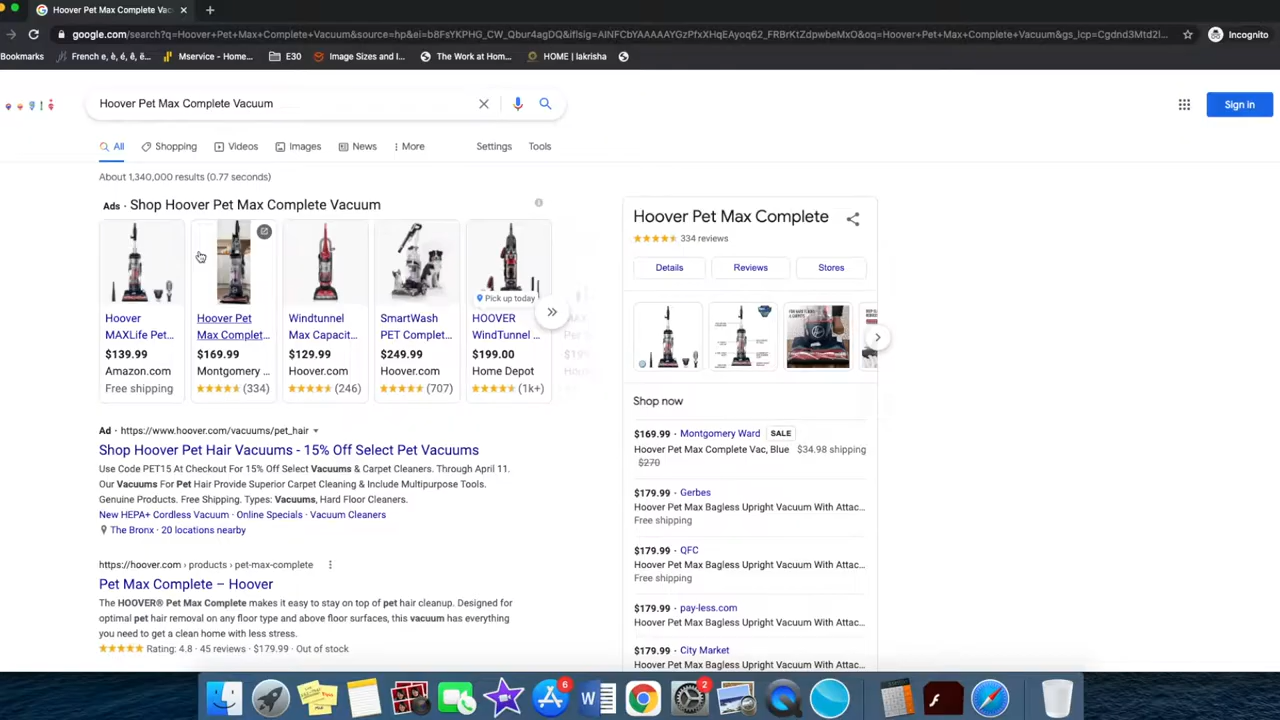 Hoover Pet Max Complete Vac
google.com/search?q=Hoover+Pet+Max+Complete+Vacuum&source=hp&ei=b8FsYKPHG_CW_Qbur4agDQ&iflsig=AINFCbYAAAAAYGzPfxXHqEAyoq62_FRBrKtZdpwbeMxO&oq=Hoover+Pet+Max+Complete+Vacuum&gs_lcp=Cgdnd3Mtd2l...
Incognito
Bookmarks
French e, è, é, ê, ë...
Mservice - Home...
E30
Image Sizes and I...
The Work at Hom...
HOME | lakrisha
Hoover Pet Max Complete Vacuum
Sign in
All
Shopping
Videos
Images
News
More
Settings
Tools
About 1,340,000 results (0.77 seconds)
Ads · Shop Hoover Pet Max Complete Vacuum
Hoover
MAXLife Pet...
$139.99
Amazon.com
Free shipping
Hoover Pet
Max Complet...
$169.99
Montgomery ...
(334)
Windtunnel
Max Capacit...
$129.99
Hoover.com
(246)
SmartWash
PET Complet...
$249.99
Hoover.com
(707)
Pick up today
HOOVER
WindTunnel ...
$199.00
Home Depot
(1k+)
Ad · https://www.hoover.com/vacuums/pet_hair
Shop Hoover Pet Hair Vacuums - 15% Off Select Pet Vacuums
Use Code PET15 At Checkout For 15% Off Select Vacuums & Carpet Cleaners. Through April 11.
Our Vacuums For Pet Hair Provide Superior Carpet Cleaning & Include Multipurpose Tools.
Genuine Products. Free Shipping. Types: Vacuums, Hard Floor Cleaners.
New HEPA+ Cordless Vacuum · Online Specials · Vacuum Cleaners
The Bronx · 20 locations nearby
https://hoover.com › products › pet-max-complete
Pet Max Complete – Hoover
The HOOVER® Pet Max Complete makes it easy to stay on top of pet hair cleanup. Designed for
optimal pet hair removal on any floor type and above floor surfaces, this vacuum has everything
you need to get a clean home with less stress.
Rating: 4.8 · 45 reviews · $179.99 · Out of stock
Hoover Pet Max Complete
334 reviews
Details
Reviews
Stores
Shop now
$169.99 · Montgomery Ward SALE
Hoover Pet Max Complete Vac, Blue $34.98 shipping
$270
$179.99 · Gerbes
Hoover Pet Max Bagless Upright Vacuum With Attac...
Free shipping
$179.99 · QFC
Hoover Pet Max Bagless Upright Vacuum With Attac...
Free shipping
$179.99 · pay-less.com
Hoover Pet Max Bagless Upright Vacuum With Attac...
$179.99 · City Market
Hoover Pet Max Bagless Upright Vacuum With Attac...
6
2